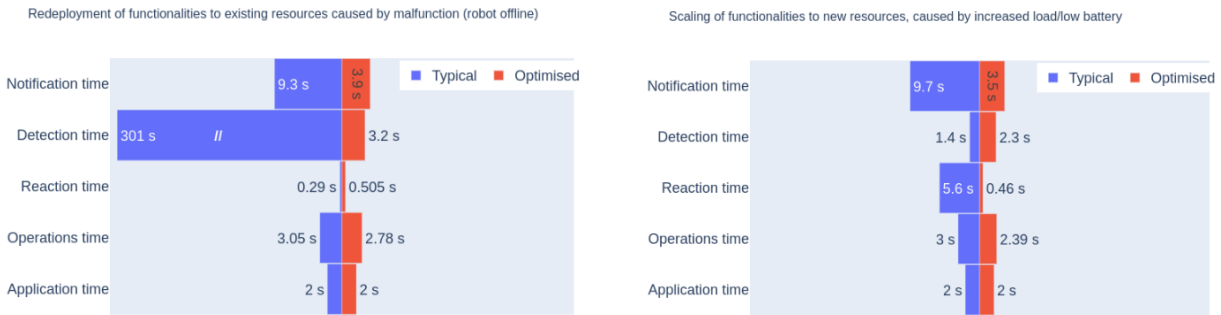 Redeployment of functionalities to existing resources caused by malfunction (robot offline)
Typical Optimised
Notification time 9.3 s 3.9 s
Detection time 301 s // 3.2 s
Reaction time 0.29 s 0.505 s
Operations time 3.05 s 2.78 s
Application time 2 s 2 s
Scaling of functionalities to new resources, caused by increased load/low battery
Typical Optimised
Notification time 9.7 s 3.5 s
Detection time 1.4 s 2.3 s
Reaction time 5.6 s 0.46 s
Operations time 3 s 2.39 s
Application time 2 s 2 s